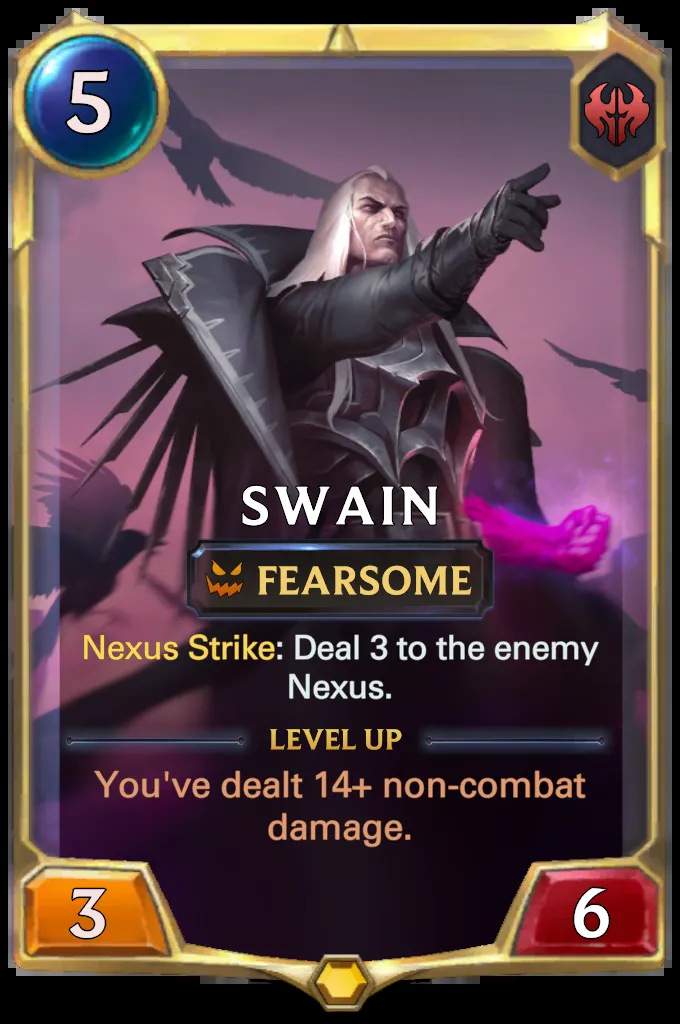 5
SWAIN
FEARSOME
Nexus Strike: Deal 3 to the enemy
Nexus.
LEVEL UP
You've dealt 14+ non-combat
damage.
3
6